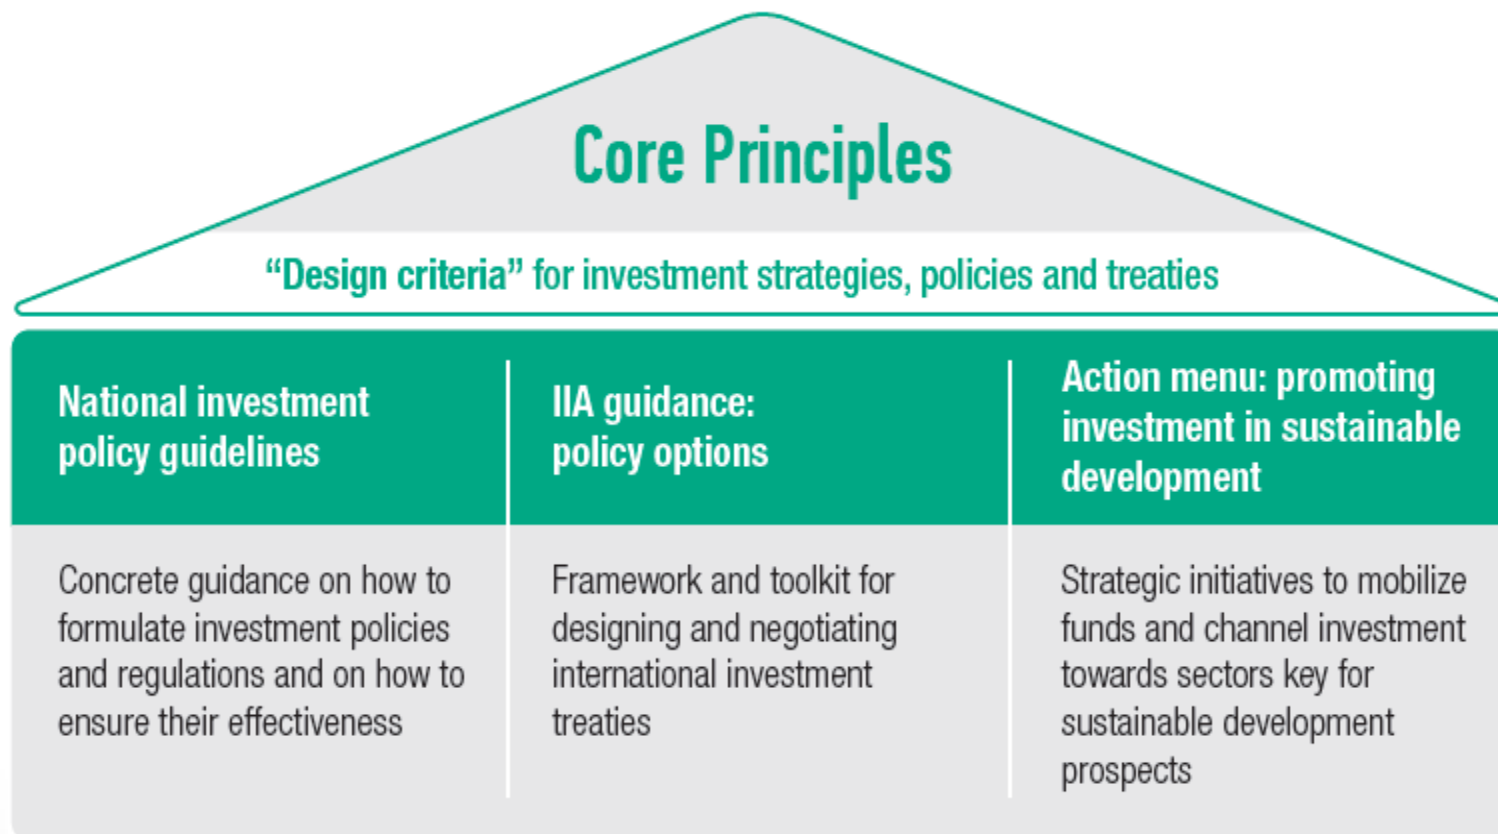 Core Principles
“Design criteria” for investment strategies, policies and treaties
National investment
policy guidelines
IIA guidance:
policy options
Action menu: promoting
investment in sustainable
development
Concrete guidance on how to
formulate investment policies
and regulations and on how to
ensure their effectiveness
Framework and toolkit for
designing and negotiating
international investment
treaties
Strategic initiatives to mobilize
funds and channel investment
towards sectors key for
sustainable development
prospects